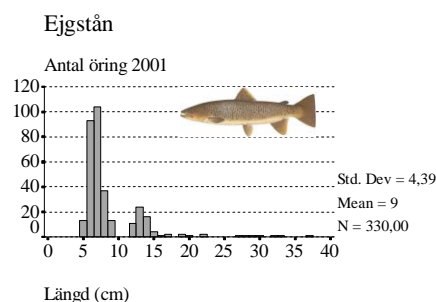 Ejgstån
Antal öring 2001
120
100
80
60
40
20
0
Std. Dev = 4,39
Mean = 9
N = 330,00
0 5 10 15 20 25 30 35 40
Längd (cm)